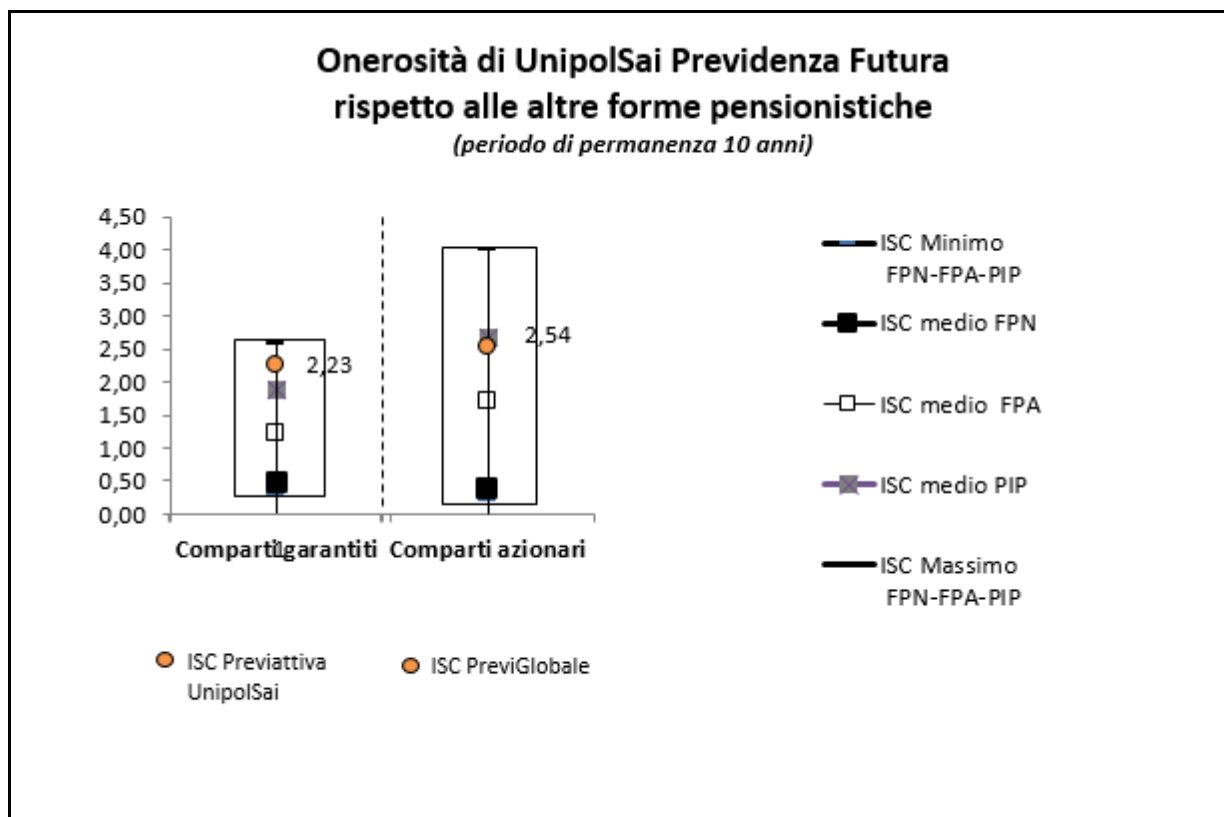 Onerosità di UnipolSai Previdenza Futura
rispetto alle altre forme pensionistiche
(periodo di permanenza 10 anni)
4,50
4,00
3,50
3,00
2,50
2,00
1,50
1,00
0,50
0,00
2,23
2,54
Comparti garantiti
Comparti azionari
ISC Minimo
FPN-FPA-PIP
ISC medio FPN
ISC medio FPA
ISC medio PIP
ISC Massimo
FPN-FPA-PIP
ISC Previattiva
UnipolSai
ISC PreviGlobale